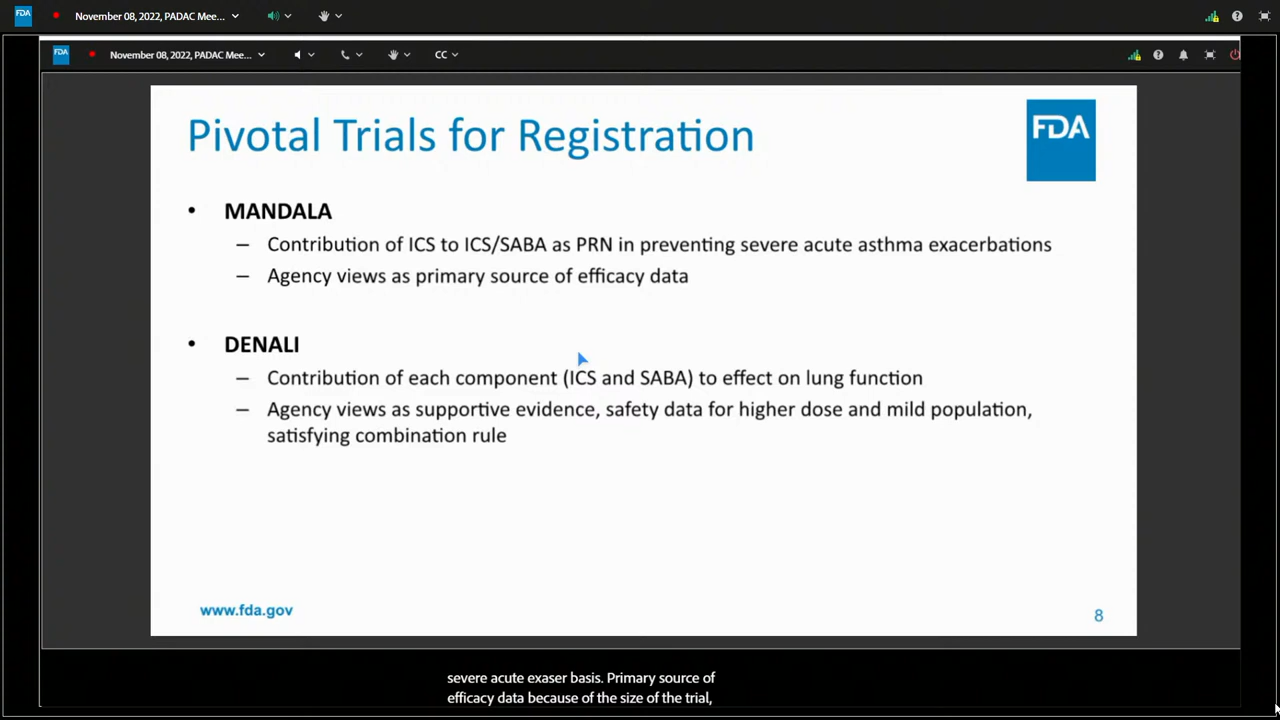 FDA November 08, 2022, PADAC Mee...
FDA November 08, 2022, PADAC Mee... CC
Pivotal Trials for Registration
FDA
• MANDALA
– Contribution of ICS to ICS/SABA as PRN in preventing severe acute asthma exacerbations
– Agency views as primary source of efficacy data
• DENALI
– Contribution of each component (ICS and SABA) to effect on lung function
– Agency views as supportive evidence, safety data for higher dose and mild population,
satisfying combination rule
www.fda.gov
8
severe acute exaser basis. Primary source of
efficacy data because of the size of the trial,